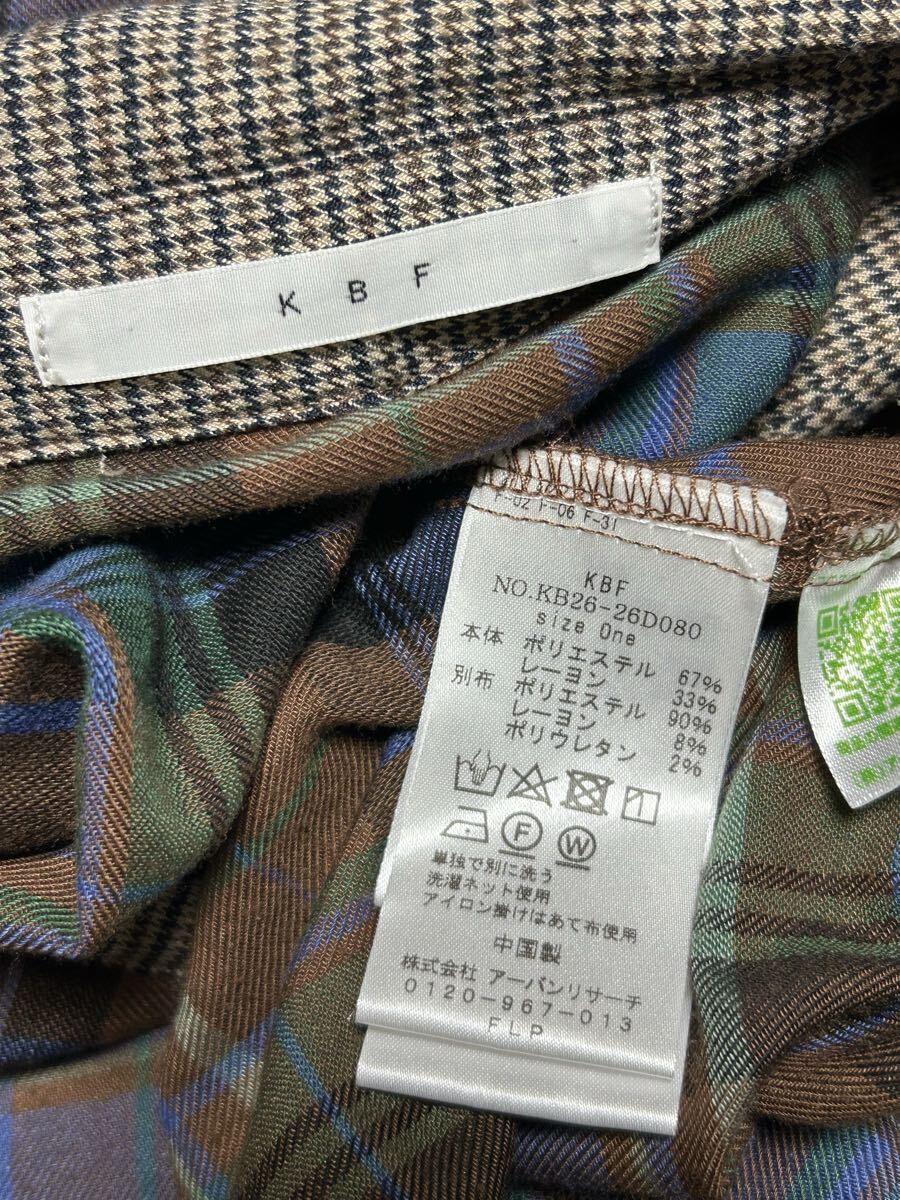 K B F
F-02 F-06 F-31
KBF
NO.KB26-26D080
size One
本体 ポリエステル 67%
レーヨン 33%
別布 ポリエステル 90%
レーヨン 8%
ポリウレタン 2%
F W
単独で別に洗う
洗濯ネット使用
アイロン掛けはあて布使用
中国製
株式会社 アーバンリサーチ
0120-967-013
FLP